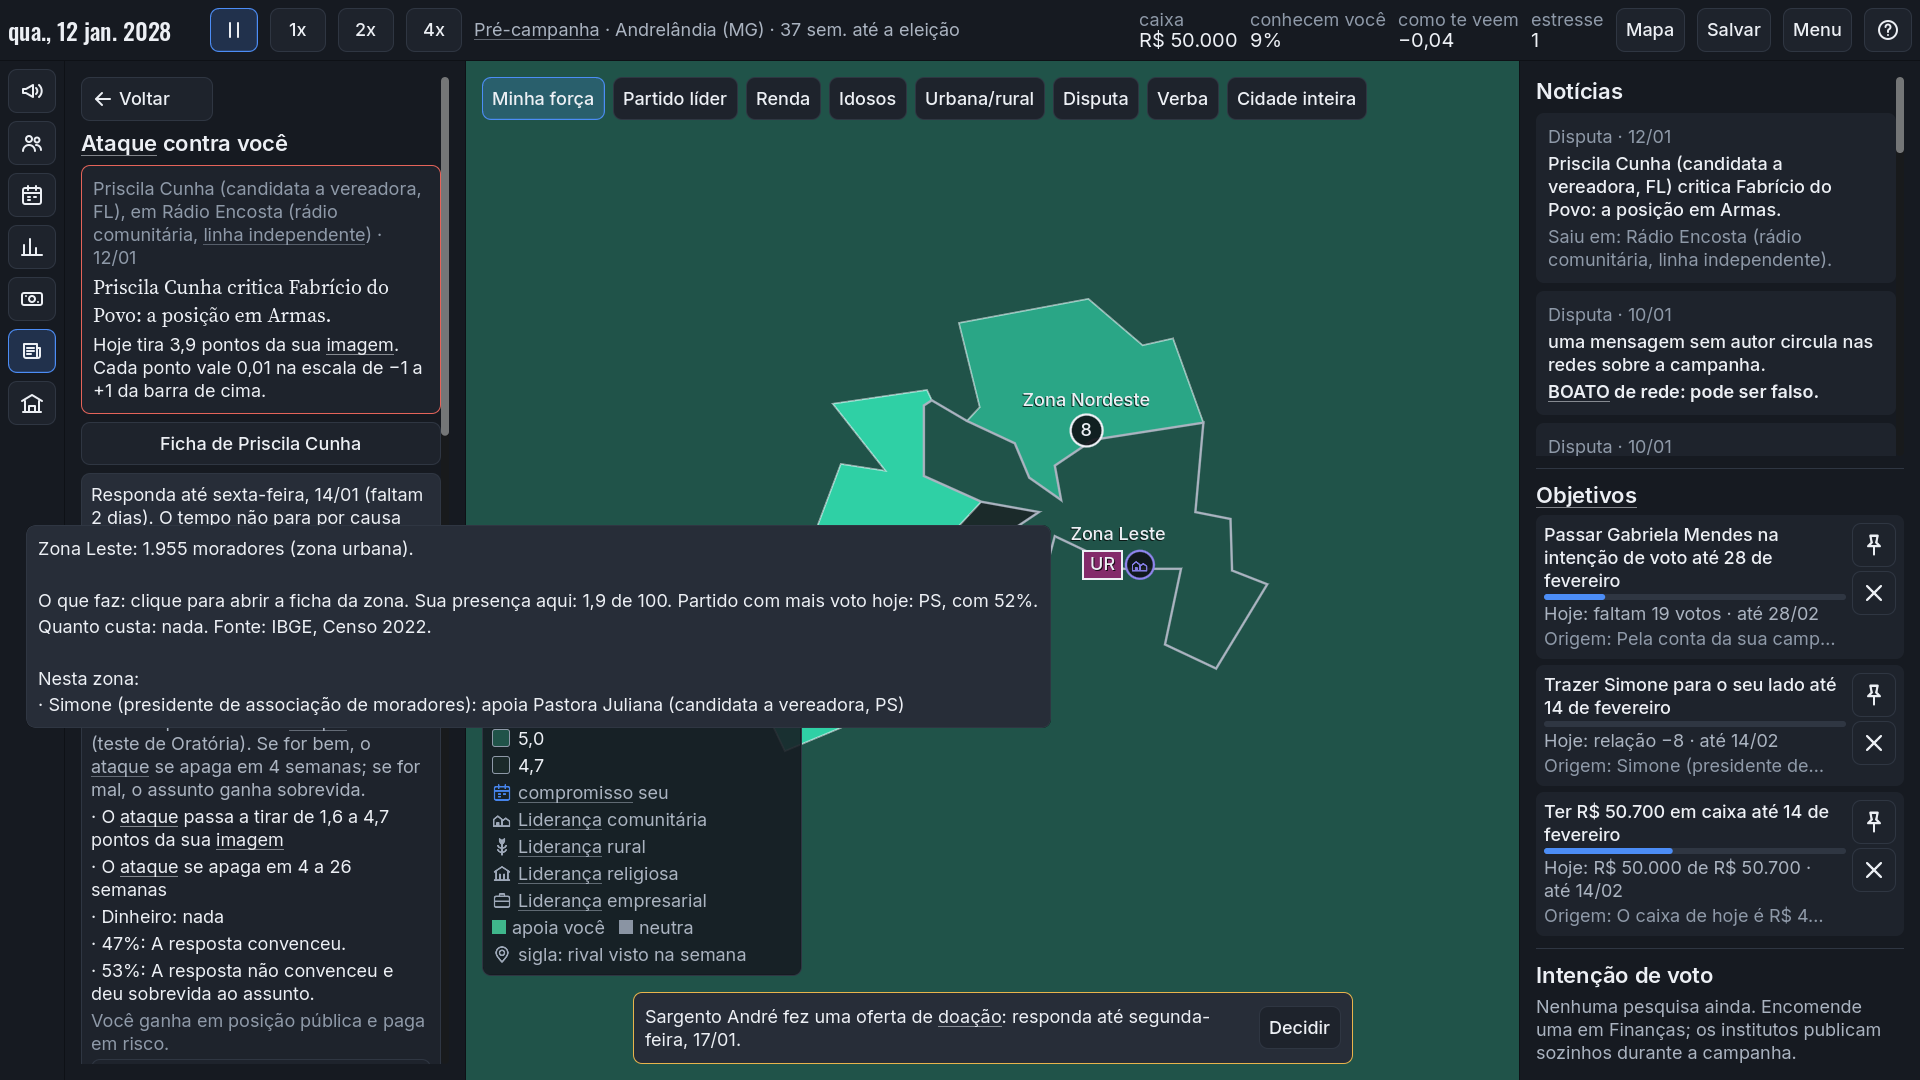 qua., 12 jan. 2028
1x
2x
4x
Pré-campanha · Andrelândia (MG) · 37 sem. até a eleição
caixa
R$ 50.000
conhecem você
9%
como te veem
−0,04
estresse
1
Mapa
Salvar
Menu
Voltar
Ataque contra você
Priscila Cunha (candidata a vereadora,
FL), em Rádio Encosta (rádio
comunitária, linha independente) ·
12/01
Priscila Cunha critica Fabrício do
Povo: a posição em Armas.
Hoje tira 3,9 pontos da sua imagem.
Cada ponto vale 0,01 na escala de −1 a
+1 da barra de cima.
Ficha de Priscila Cunha
Responda até sexta-feira, 14/01 (faltam
2 dias). O tempo não para por causa
(teste de Oratória). Se for bem, o
ataque se apaga em 4 semanas; se for
mal, o assunto ganha sobrevida.
· O ataque passa a tirar de 1,6 a 4,7
pontos da sua imagem
· O ataque se apaga em 4 a 26
semanas
· Dinheiro: nada
· 47%: A resposta convenceu.
· 53%: A resposta não convenceu e
deu sobrevida ao assunto.
Você ganha em posição pública e paga
em risco.
Minha força
Partido líder
Renda
Idosos
Urbana/rural
Disputa
Verba
Cidade inteira
Zona Nordeste
8
Zona Leste
UR
Zona Leste: 1.955 moradores (zona urbana).
O que faz: clique para abrir a ficha da zona. Sua presença aqui: 1,9 de 100. Partido com mais voto hoje: PS, com 52%.
Quanto custa: nada. Fonte: IBGE, Censo 2022.
Nesta zona:
· Simone (presidente de associação de moradores): apoia Pastora Juliana (candidata a vereadora, PS)
5,0
4,7
compromisso seu
Liderança comunitária
Liderança rural
Liderança religiosa
Liderança empresarial
apoia você
neutra
sigla: rival visto na semana
Sargento André fez uma oferta de doação: responda até segunda-
feira, 17/01.
Decidir
Notícias
Disputa · 12/01
Priscila Cunha (candidata a
vereadora, FL) critica Fabrício do
Povo: a posição em Armas.
Saiu em: Rádio Encosta (rádio
comunitária, linha independente).
Disputa · 10/01
uma mensagem sem autor circula nas
redes sobre a campanha.
BOATO de rede: pode ser falso.
Disputa · 10/01
Objetivos
Passar Gabriela Mendes na
intenção de voto até 28 de
fevereiro
Hoje: faltam 19 votos · até 28/02
Origem: Pela conta da sua camp...
Trazer Simone para o seu lado até
14 de fevereiro
Hoje: relação −8 · até 14/02
Origem: Simone (presidente de...
Ter R$ 50.700 em caixa até 14 de
fevereiro
Hoje: R$ 50.000 de R$ 50.700 ·
até 14/02
Origem: O caixa de hoje é R$ 4...
Intenção de voto
Nenhuma pesquisa ainda. Encomende
uma em Finanças; os institutos publicam
sozinhos durante a campanha.